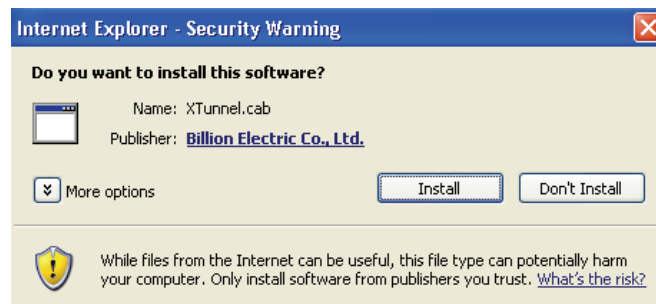 Internet Explorer - Security Warning
Do you want to install this software?
Name: XTunnel.cab
Publisher: Billion Electric Co., Ltd.
More options
Install
Don't Install
While files from the Internet can be useful, this file type can potentially harm
your computer. Only install software from publishers you trust. What's the risk?